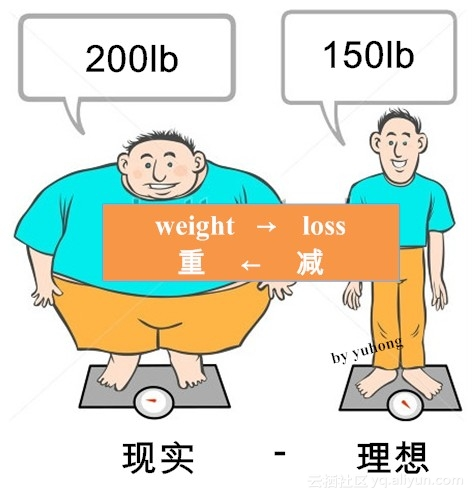 200lb
150lb
weight → loss
重 ← 减
by yuhong
现实 - 理想
云栖社区 yq.aliyun.com